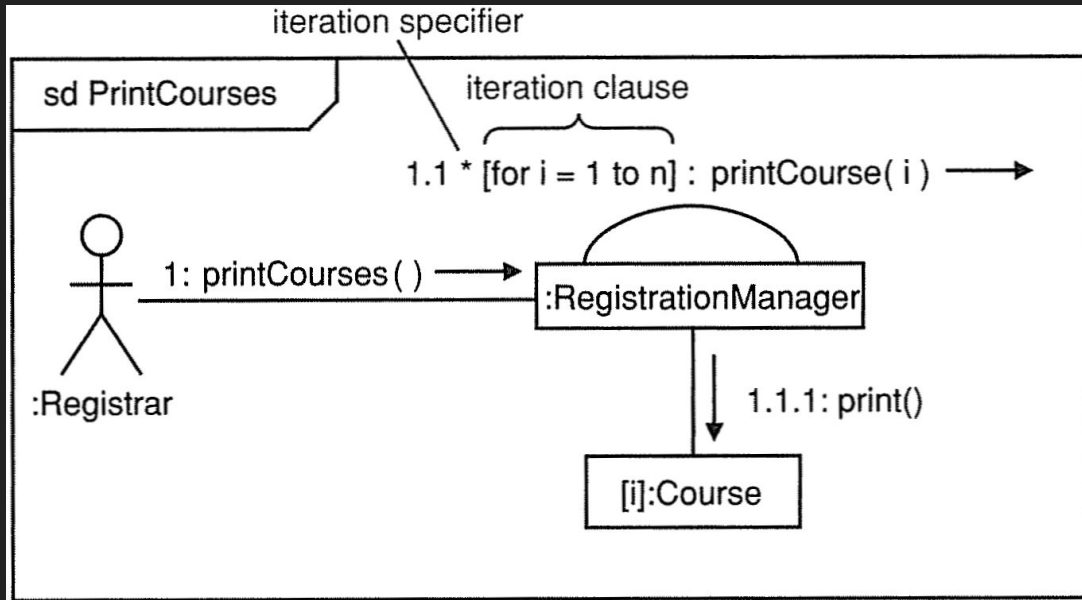 iteration specifier
sd PrintCourses
iteration clause
1.1 * [for i = 1 to n] : printCourse( i )
1: printCourses( )
:RegistrationManager
:Registrar
1.1.1: print()
[i]:Course